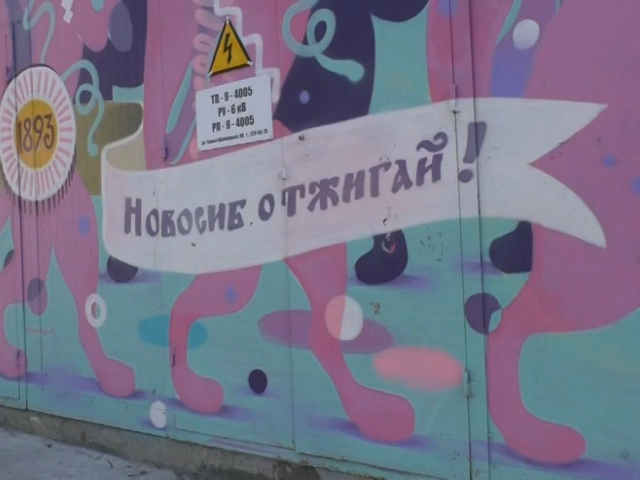 1893
ТП - 9 - 4005
РУ - 6 кВ
РП - 9 - 4005
Новосиб отжигай!